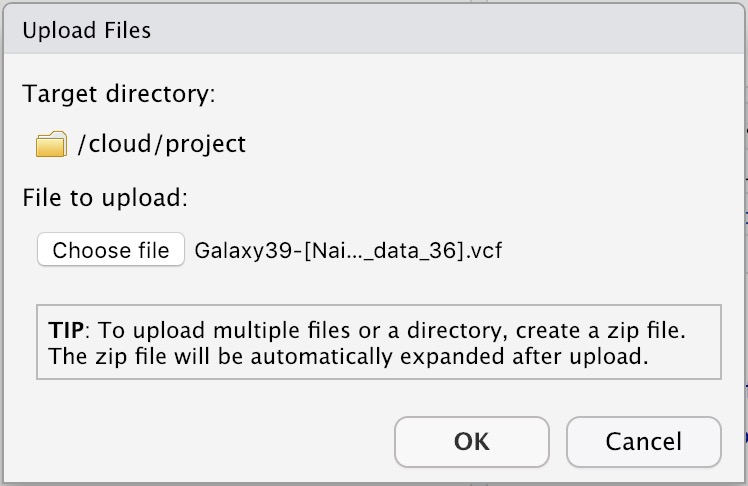 Upload Files
Target directory:
/cloud/project
File to upload:
Choose file Galaxy39-[Nai..._data_36].vcf
TIP: To upload multiple files or a directory, create a zip file.
The zip file will be automatically expanded after upload.
OK Cancel